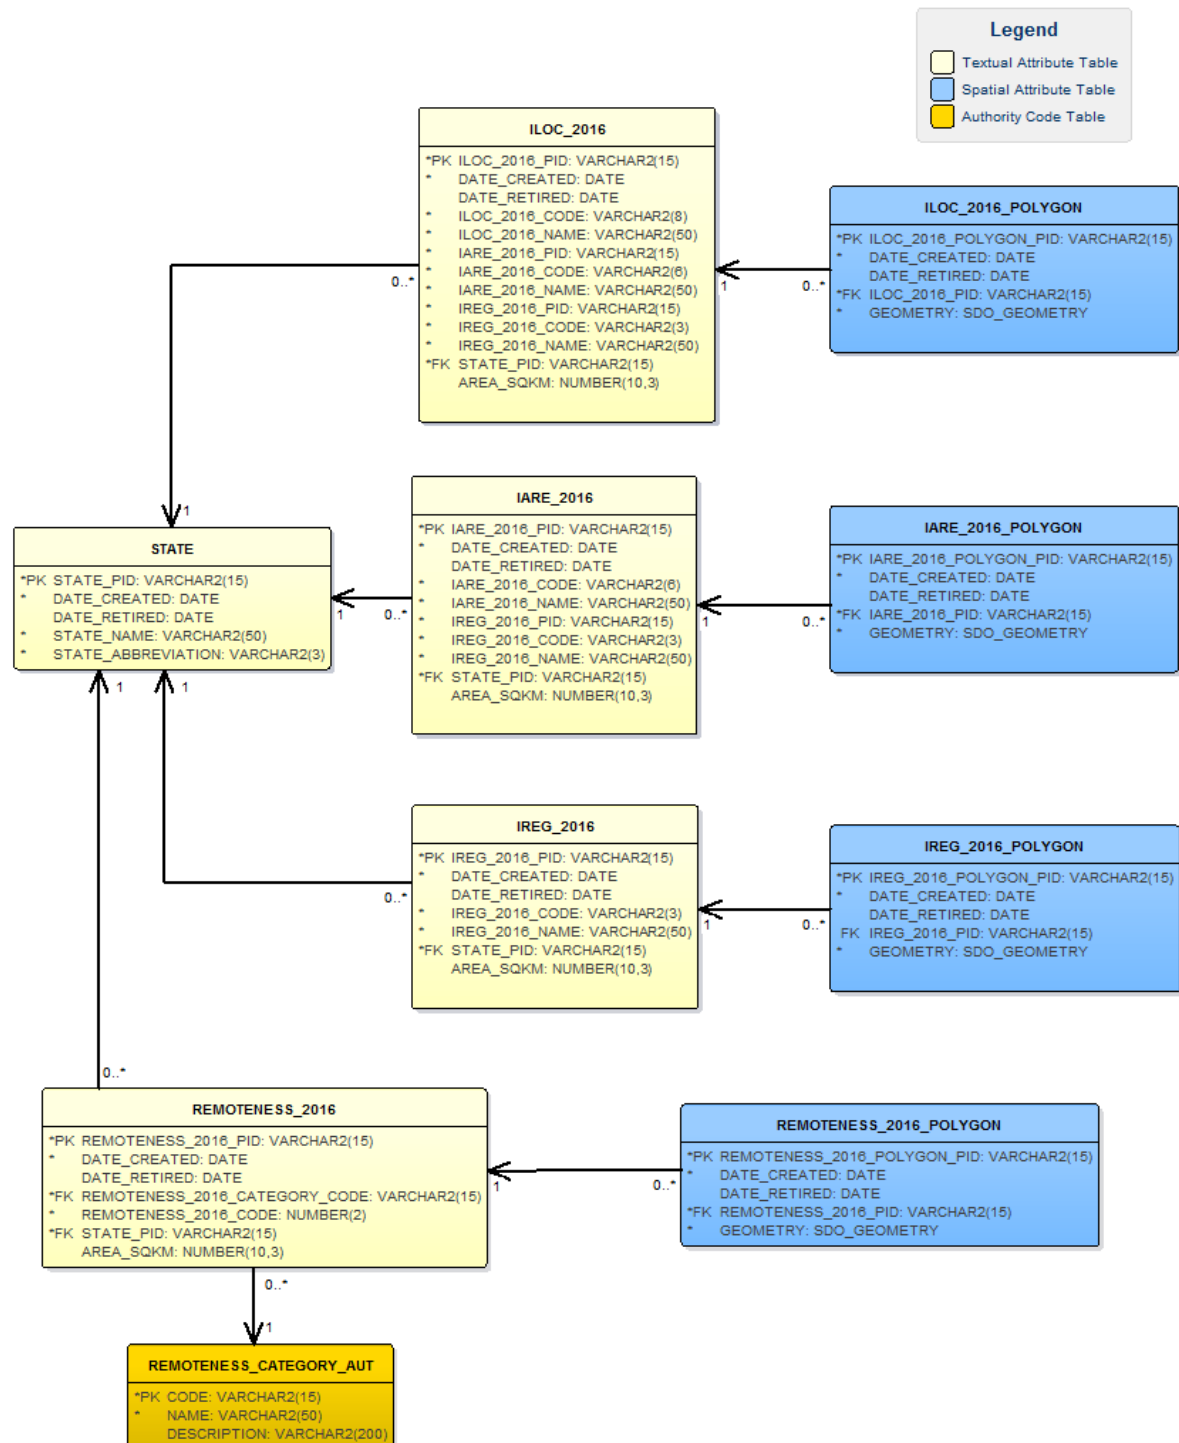 Legend
Textual Attribute Table
Spatial Attribute Table
Authority Code Table
ILOC_2016
*PK ILOC_2016_PID: VARCHAR2(15)
* DATE_CREATED: DATE
DATE_RETIRED: DATE
* ILOC_2016_CODE: VARCHAR2(8)
* ILOC_2016_NAME: VARCHAR2(50)
* IARE_2016_PID: VARCHAR2(15)
* IARE_2016_CODE: VARCHAR2(6)
* IARE_2016_NAME: VARCHAR2(50)
* IREG_2016_PID: VARCHAR2(15)
* IREG_2016_CODE: VARCHAR2(3)
* IREG_2016_NAME: VARCHAR2(50)
*FK STATE_PID: VARCHAR2(15)
AREA_SQKM: NUMBER(10,3)
ILOC_2016_POLYGON
*PK ILOC_2016_POLYGON_PID: VARCHAR2(15)
* DATE_CREATED: DATE
DATE_RETIRED: DATE
*FK ILOC_2016_PID: VARCHAR2(15)
* GEOMETRY: SDO_GEOMETRY
0..*
1
0..*
1
STATE
*PK STATE_PID: VARCHAR2(15)
* DATE_CREATED: DATE
DATE_RETIRED: DATE
* STATE_NAME: VARCHAR2(50)
* STATE_ABBREVIATION: VARCHAR2(3)
IARE_2016
*PK IARE_2016_PID: VARCHAR2(15)
* DATE_CREATED: DATE
DATE_RETIRED: DATE
* IARE_2016_CODE: VARCHAR2(6)
* IARE_2016_NAME: VARCHAR2(50)
* IREG_2016_PID: VARCHAR2(15)
* IREG_2016_CODE: VARCHAR2(3)
* IREG_2016_NAME: VARCHAR2(50)
*FK STATE_PID: VARCHAR2(15)
AREA_SQKM: NUMBER(10,3)
IARE_2016_POLYGON
*PK IARE_2016_POLYGON_PID: VARCHAR2(15)
* DATE_CREATED: DATE
DATE_RETIRED: DATE
*FK IARE_2016_PID: VARCHAR2(15)
* GEOMETRY: SDO_GEOMETRY
1
0..*
1
0..*
1
1
IREG_2016
*PK IREG_2016_PID: VARCHAR2(15)
* DATE_CREATED: DATE
DATE_RETIRED: DATE
* IREG_2016_CODE: VARCHAR2(3)
* IREG_2016_NAME: VARCHAR2(50)
*FK STATE_PID: VARCHAR2(15)
AREA_SQKM: NUMBER(10,3)
IREG_2016_POLYGON
*PK IREG_2016_POLYGON_PID: VARCHAR2(15)
* DATE_CREATED: DATE
DATE_RETIRED: DATE
FK IREG_2016_PID: VARCHAR2(15)
* GEOMETRY: SDO_GEOMETRY
0..*
1
0..*
0..*
REMOTENESS_2016
*PK REMOTENESS_2016_PID: VARCHAR2(15)
* DATE_CREATED: DATE
DATE_RETIRED: DATE
*FK REMOTENESS_2016_CATEGORY_CODE: VARCHAR2(15)
* REMOTENESS_2016_CODE: NUMBER(2)
*FK STATE_PID: VARCHAR2(15)
AREA_SQKM: NUMBER(10,3)
REMOTENESS_2016_POLYGON
*PK REMOTENESS_2016_POLYGON_PID: VARCHAR2(15)
* DATE_CREATED: DATE
DATE_RETIRED: DATE
*FK REMOTENESS_2016_PID: VARCHAR2(15)
* GEOMETRY: SDO_GEOMETRY
1
0..*
0..*
1
REMOTENESS_CATEGORY_AUT
*PK CODE: VARCHAR2(15)
* NAME: VARCHAR2(50)
DESCRIPTION: VARCHAR2(200)